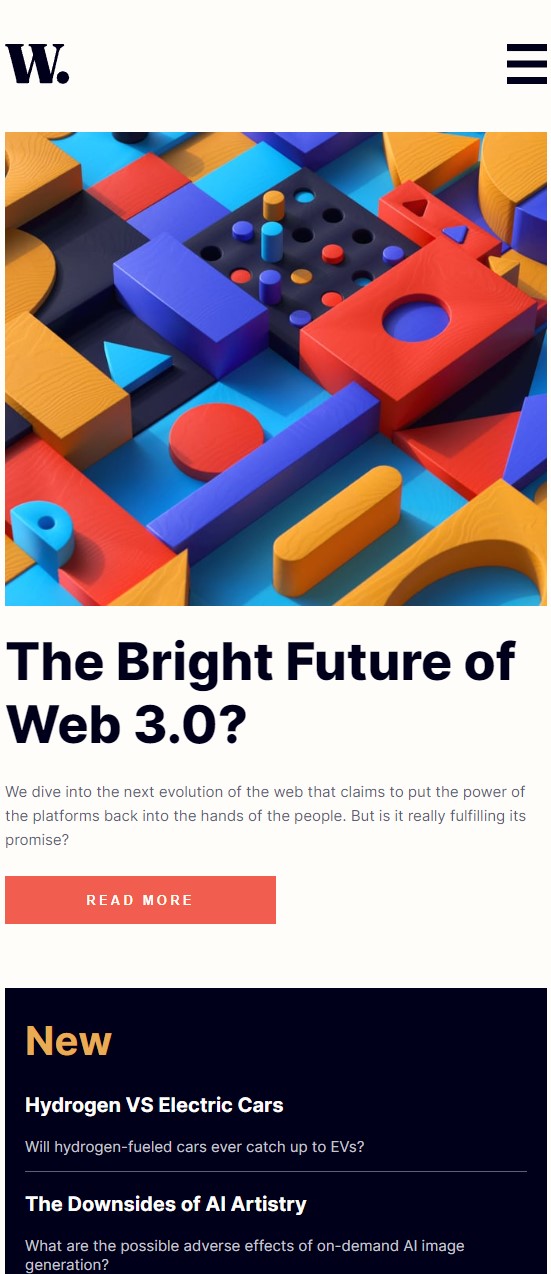 W.
The Bright Future of
Web 3.0?
We dive into the next evolution of the web that claims to put the power of
the platforms back into the hands of the people. But is it really fulfilling its
promise?
READ MORE
New
Hydrogen VS Electric Cars
Will hydrogen-fueled cars ever catch up to EVs?
The Downsides of AI Artistry
What are the possible adverse effects of on-demand AI image
generation?